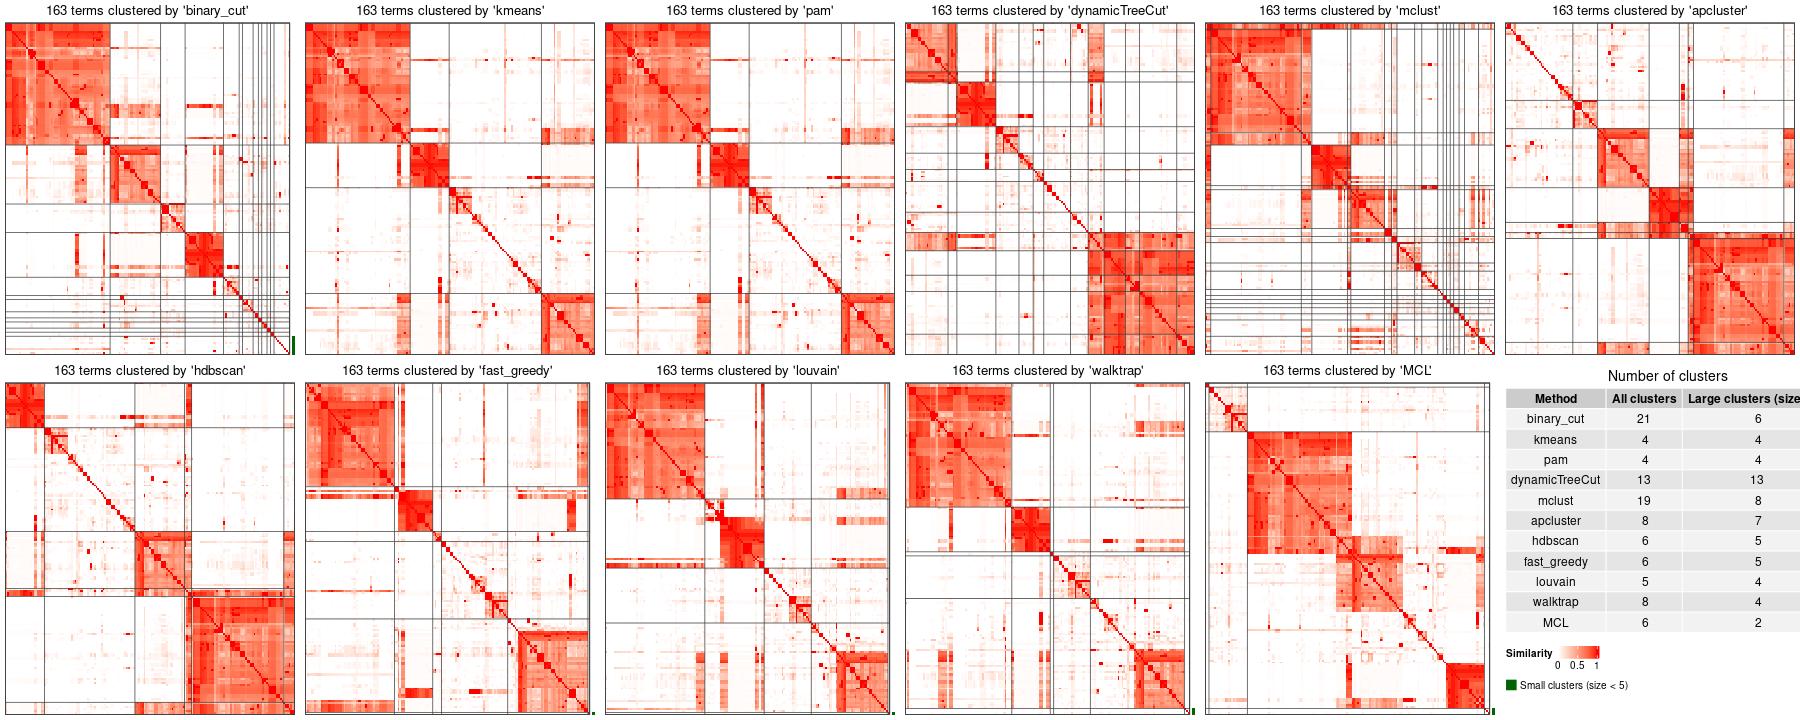 163 terms clustered by 'binary_cut'
163 terms clustered by 'kmeans'
163 terms clustered by 'pam'
163 terms clustered by 'dynamicTreeCut'
163 terms clustered by 'mclust'
163 terms clustered by 'apcluster'
163 terms clustered by 'hdbscan'
163 terms clustered by 'fast_greedy'
163 terms clustered by 'louvain'
163 terms clustered by 'walktrap'
163 terms clustered by 'MCL'
Number of clusters
Method All clusters Large clusters (size
binary_cut 21 6
kmeans 4 4
pam 4 4
dynamicTreeCut 13 13
mclust 19 8
apcluster 8 7
hdbscan 6 5
fast_greedy 6 5
louvain 5 4
walktrap 8 4
MCL 6 2
Similarity
0 0.5 1
Small clusters (size < 5)